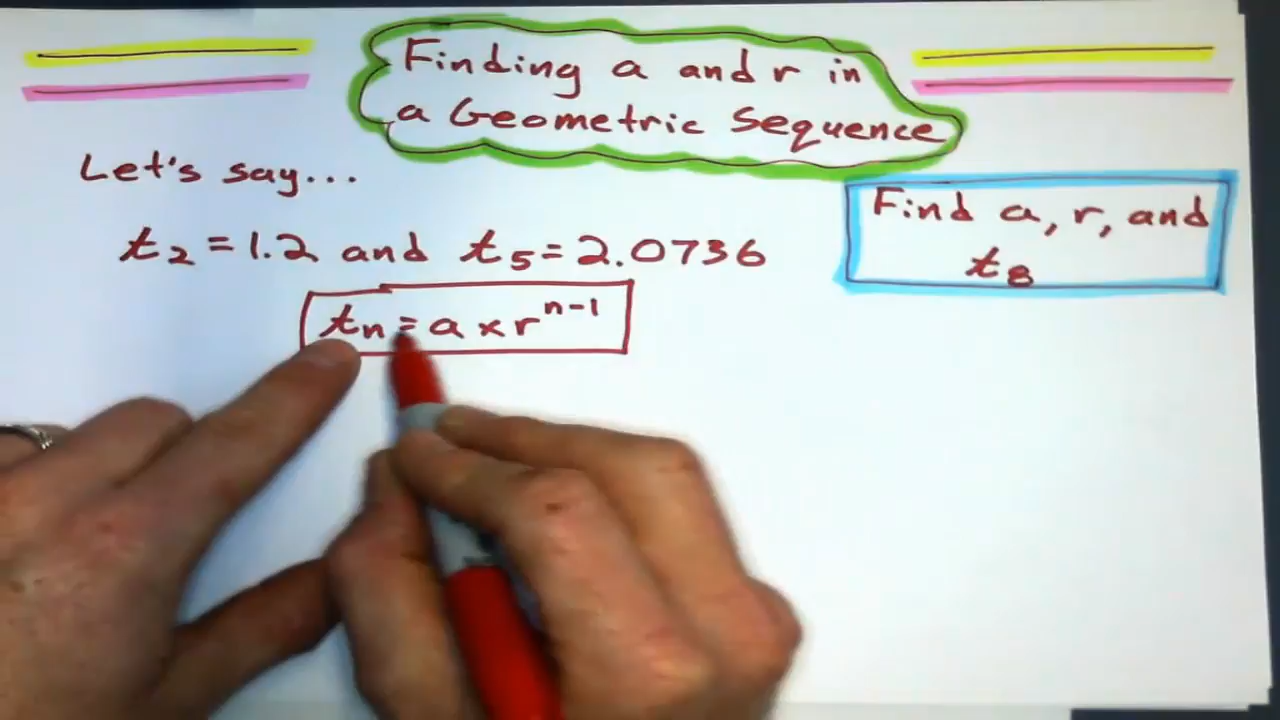 Finding a and r in
a Geometric Sequence
Let's say...
t₂ = 1.2 and t₅ = 2.0736
Find a, r, and
t₈
tₙ = a × rⁿ⁻¹